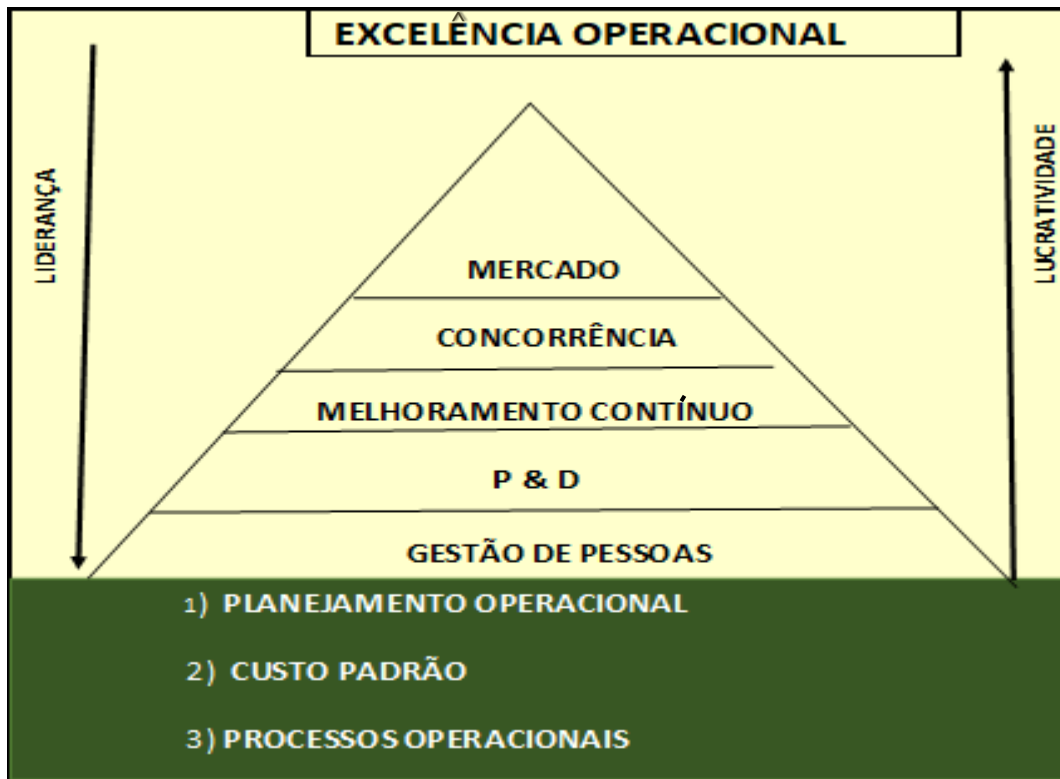 EXCELÊNCIA OPERACIONAL
LIDERANÇA
LUCRATIVIDADE
MERCADO
CONCORRÊNCIA
MELHORAMENTO CONTÍNUO
P & D
GESTÃO DE PESSOAS
1) PLANEJAMENTO OPERACIONAL
2) CUSTO PADRÃO
3) PROCESSOS OPERACIONAIS